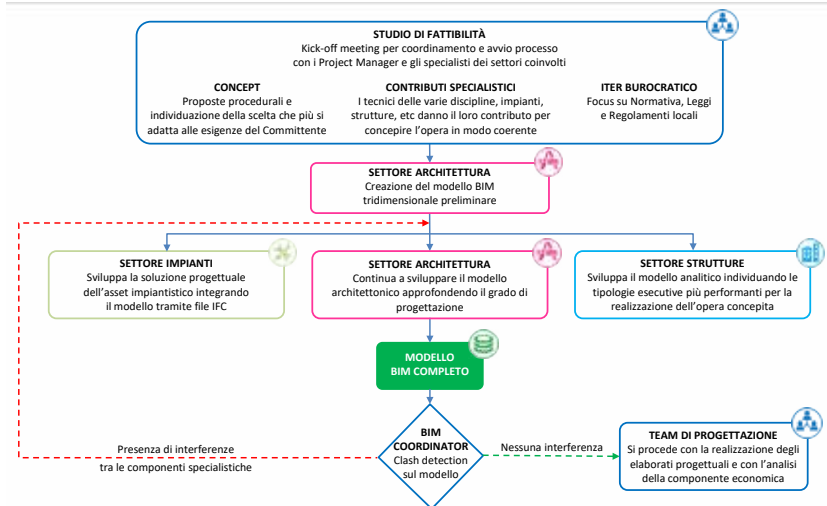 STUDIO DI FATTIBILITÀ
Kick-off meeting per coordinamento e avvio processo
con i Project Manager e gli specialisti dei settori coinvolti
CONCEPT
Proposte procedurali e
individuazione della scelta che più si
adatta alle esigenze del Committente
CONTRIBUTI SPECIALISTICI
I tecnici delle varie discipline, impianti,
strutture, etc danno il loro contributo per
concepire l'opera in modo coerente
ITER BUROCRATICO
Focus su Normativa, Leggi
e Regolamenti locali
SETTORE ARCHITETTURA
Creazione del modello BIM
tridimensionale preliminare
SETTORE IMPIANTI
Sviluppa la soluzione progettuale
dell'asset impiantistico integrando
il modello tramite file IFC
SETTORE ARCHITETTURA
Continua a sviluppare il modello
architettonico approfondendo il grado di
progettazione
SETTORE STRUTTURE
Sviluppa il modello analitico individuando le
tipologie esecutive più performanti per la
realizzazione dell'opera concepita
MODELLO
BIM COMPLETO
BIM
COORDINATOR
Clash detection
sul modello
Presenza di interferenze
tra le componenti specialistiche
Nessuna interferenza
TEAM DI PROGETTAZIONE
Si procede con la realizzazione degli
elaborati progettuali e con l'analisi
della componente economica